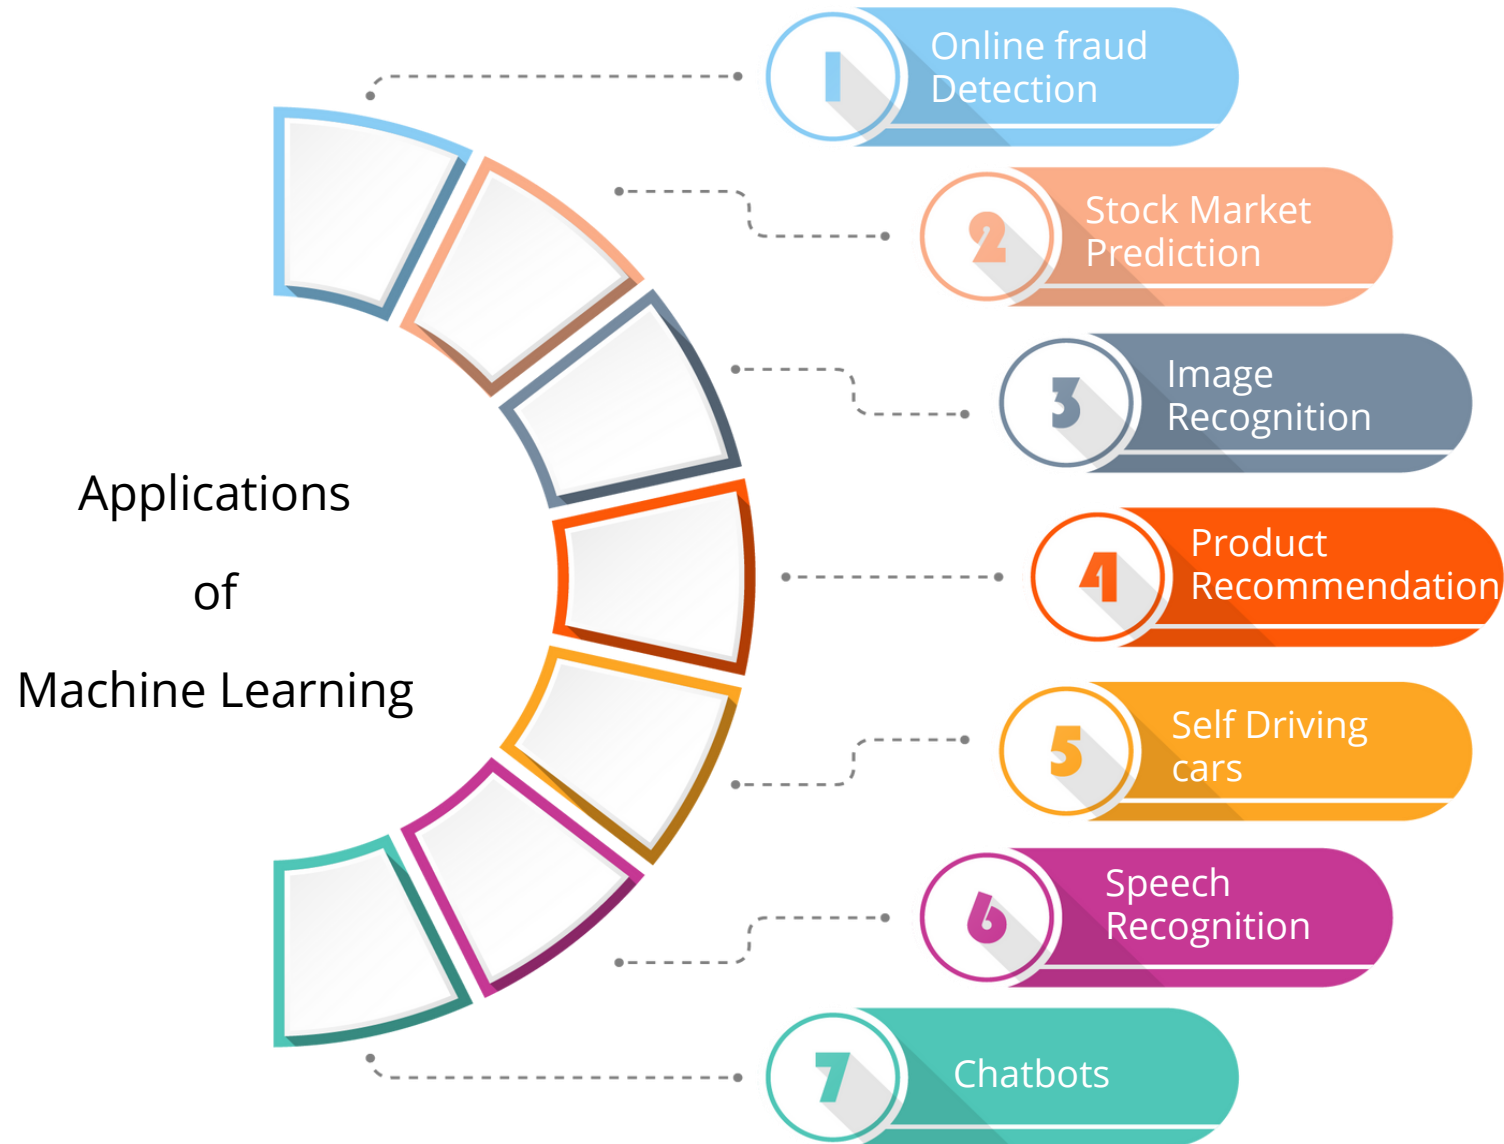 Applications
of
Machine Learning
1
Online fraud
Detection
2
Stock Market
Prediction
3
Image
Recognition
4
Product
Recommendation
5
Self Driving
cars
6
Speech
Recognition
7
Chatbots